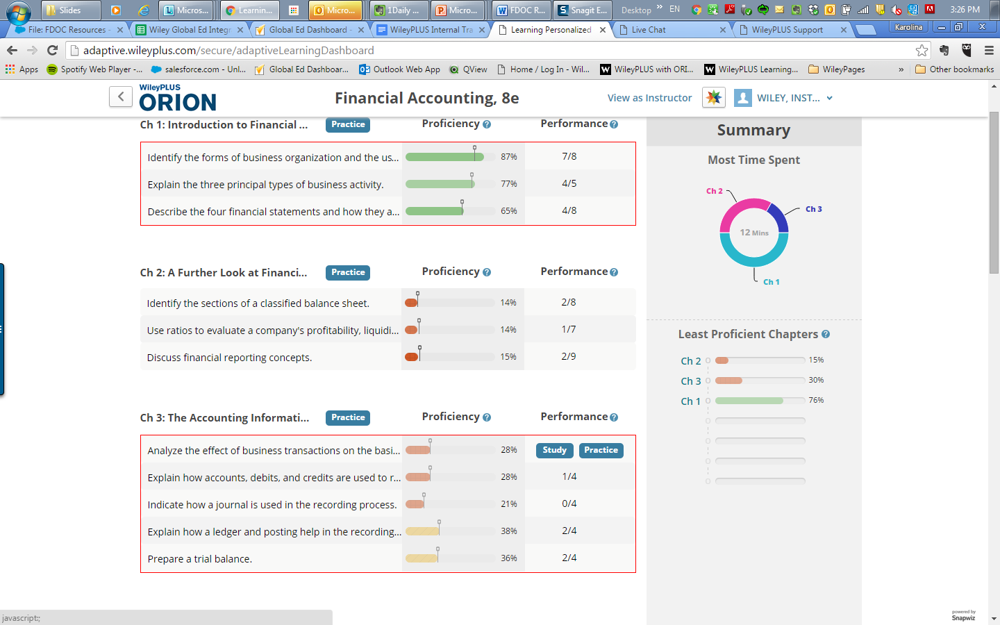 Slides
Micros...
Learnin...
Micro...
1Daily ...
Micro...
FDOC R...
Snagit E...
Desktop
»
EN
3:26 PM
File: FDOC Resources -
Wiley Global Ed Integr
Global Ed Dashboard -
WileyPLUS Internal Tra
Learning Personalized
Live Chat
WileyPLUS Support
Karolina
adaptive.wileyplus.com/secure/adaptiveLearningDashboard
Apps
Spotify Web Player -...
salesforce.com - Unl...
Global Ed Dashboar...
Outlook Web App
QView
Home / Log In - Wil...
WileyPLUS with ORI...
WileyPLUS Learning...
WileyPages
»
Other bookmarks
WileyPLUS
ORION
Financial Accounting, 8e
View as Instructor
WILEY, INST...
Ch 1: Introduction to Financial ...
Practice
Proficiency ?
Performance ?
Identify the forms of business organization and the us...
87%
7/8
Explain the three principal types of business activity.
77%
4/5
Describe the four financial statements and how they a...
65%
4/8
Ch 2: A Further Look at Financi...
Practice
Proficiency ?
Performance ?
Identify the sections of a classified balance sheet.
14%
2/8
Use ratios to evaluate a company's profitability, liquidi...
14%
1/7
Discuss financial reporting concepts.
15%
2/9
Ch 3: The Accounting Informati...
Practice
Proficiency ?
Performance ?
Analyze the effect of business transactions on the basi...
28%
Study
Practice
Explain how accounts, debits, and credits are used to r...
28%
1/4
Indicate how a journal is used in the recording process.
21%
0/4
Explain how a ledger and posting help in the recording...
38%
2/4
Prepare a trial balance.
36%
2/4
Summary
Most Time Spent
Ch 2
Ch 3
12 Mins
Ch 1
Least Proficient Chapters ?
Ch 2
15%
Ch 3
30%
Ch 1
76%
javascript:;
powered by
Snapwiz